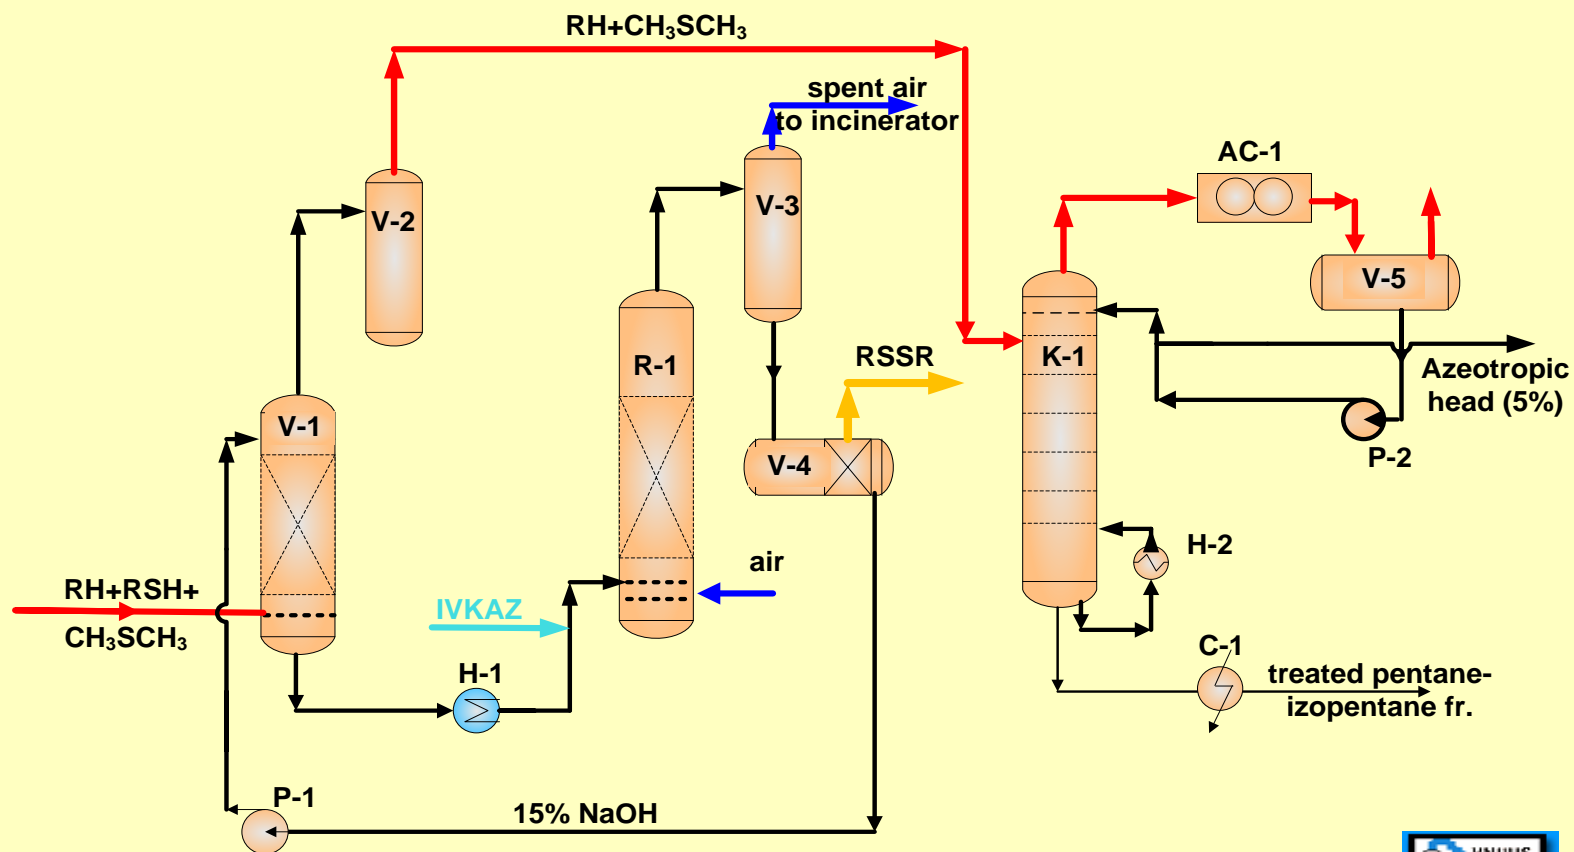 RH+CH₃SCH₃
spent air
to incinerator
AC-1
V-2
V-3
V-5
RSSR
R-1
K-1
Azeotropic
head (5%)
V-1
P-2
V-4
H-2
air
RH+RSH+
CH₃SCH₃
IVKAZ
H-1
C-1
treated pentane-
izopentane fr.
P-1
15% NaOH